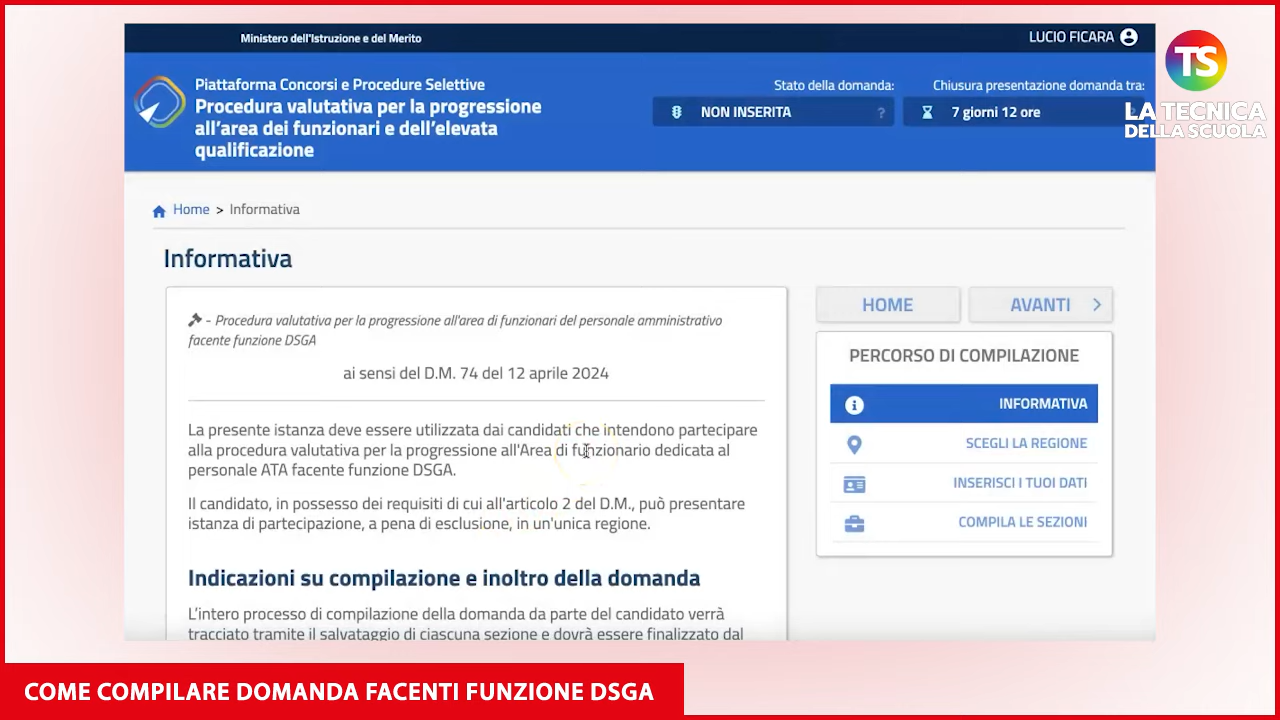 Ministero dell'Istruzione e del Merito
LUCIO FICARA
TS
LA TECNICA
DELLA SCUOLA
Piattaforma Concorsi e Procedure Selettive
Procedura valutativa per la progressione
all'area dei funzionari e dell'elevata
qualificazione
Stato della domanda:
NON INSERITA ?
Chiusura presentazione domanda tra:
7 giorni 12 ore
Home > Informativa
Informativa
- Procedura valutativa per la progressione all'area di funzionari del personale amministrativo
facente funzione DSGA
ai sensi del D.M. 74 del 12 aprile 2024
La presente istanza deve essere utilizzata dai candidati che intendono partecipare
alla procedura valutativa per la progressione all'Area di funzionario dedicata al
personale ATA facente funzione DSGA.
Il candidato, in possesso dei requisiti di cui all'articolo 2 del D.M., può presentare
istanza di partecipazione, a pena di esclusione, in un'unica regione.
Indicazioni su compilazione e inoltro della domanda
L'intero processo di compilazione della domanda da parte del candidato verrà
tracciato tramite il salvataggio di ciascuna sezione e dovrà essere finalizzato dal
HOME
AVANTI >
PERCORSO DI COMPILAZIONE
INFORMATIVA
SCEGLI LA REGIONE
INSERISCI I TUOI DATI
COMPILA LE SEZIONI
COME COMPILARE DOMANDA FACENTI FUNZIONE DSGA